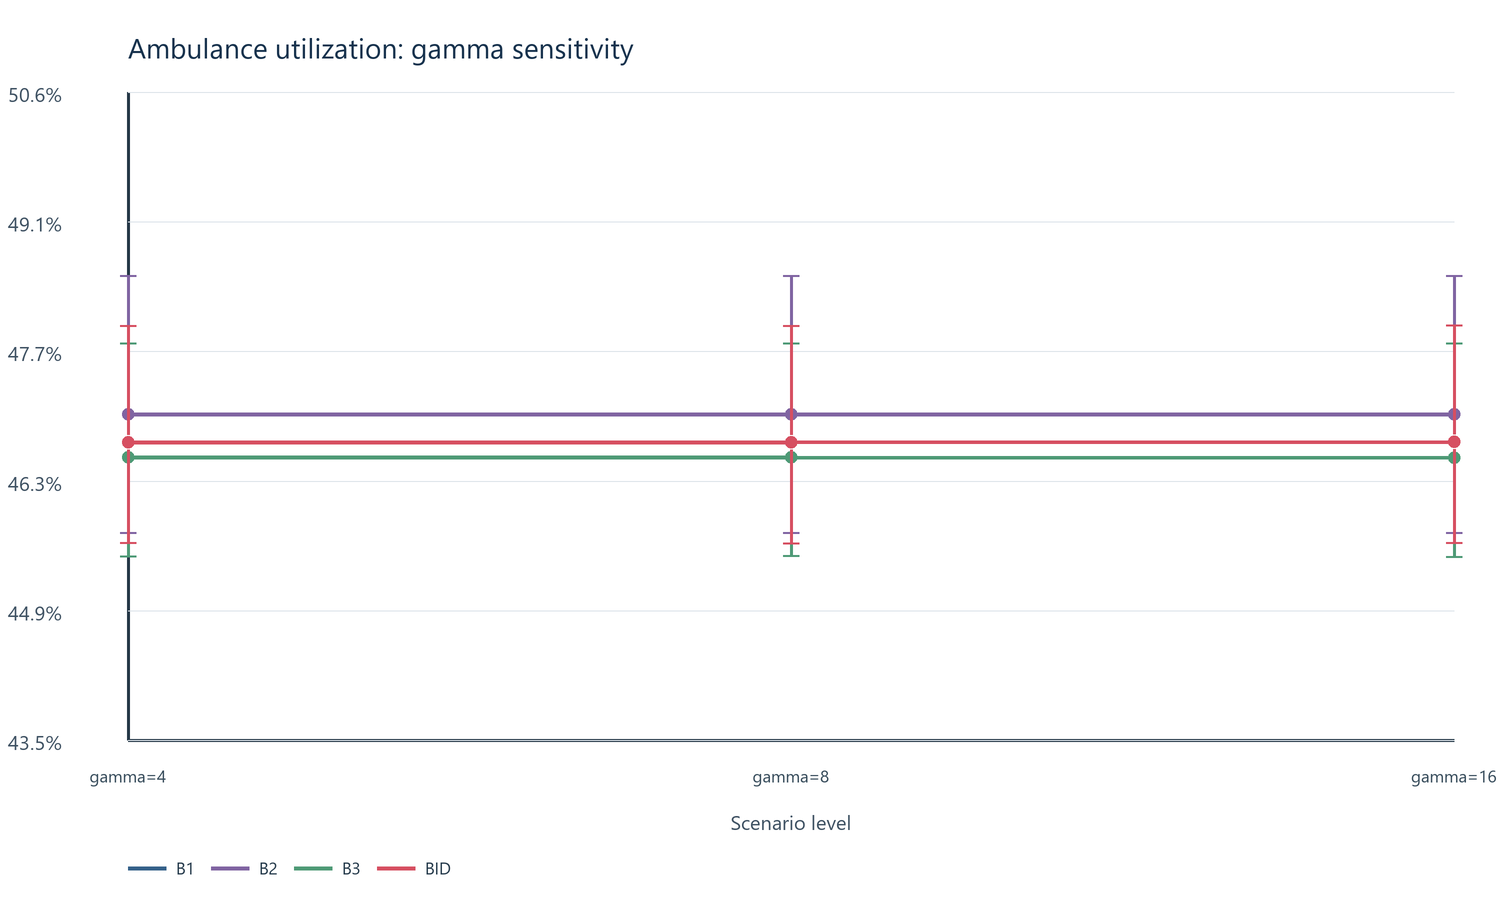 Ambulance utilization: gamma sensitivity
50.6%
49.1%
47.7%
46.3%
44.9%
43.5%
gamma=4 gamma=8 gamma=16
Scenario level
B1 B2 B3 BID